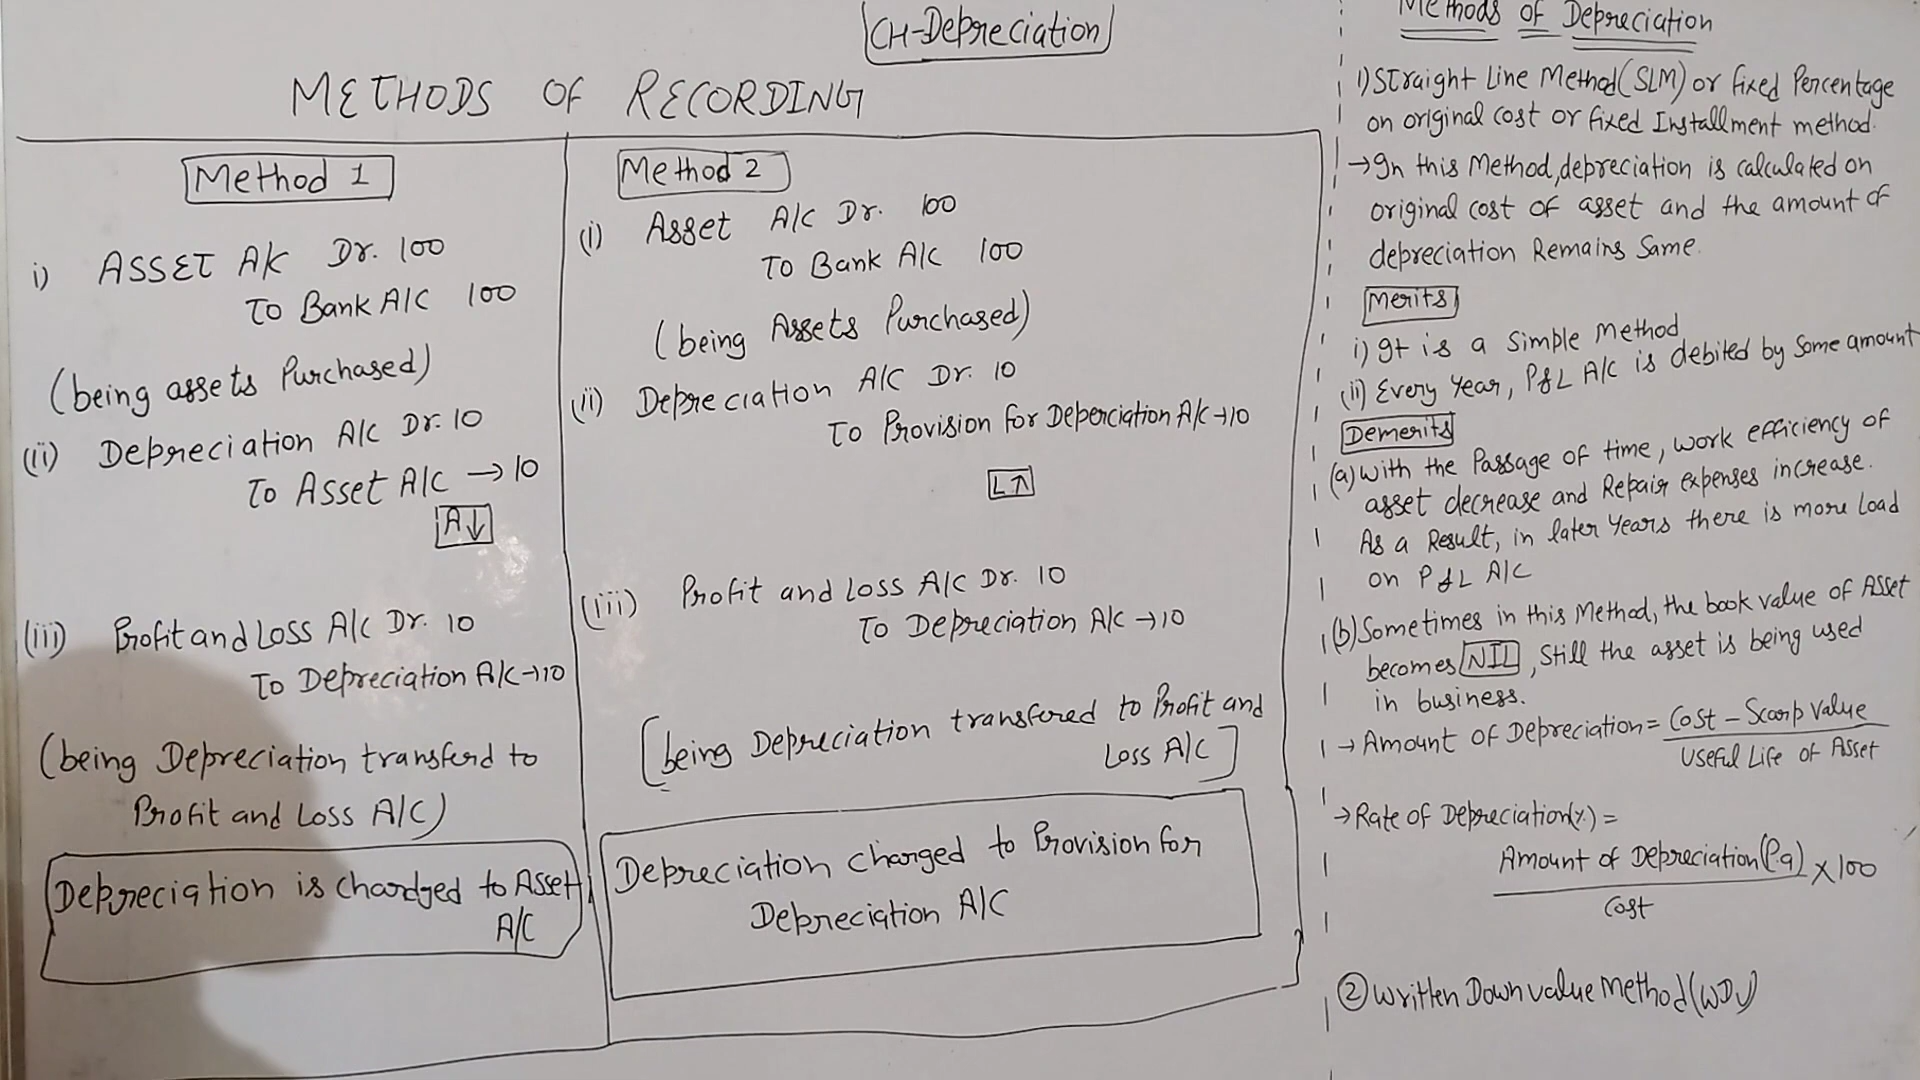 CH-Depreciation
METHODS OF RECORDING
Method 1
i) ASSET A/C Dr. 100
To Bank A/C 100
(being assets Purchased)
(ii) Depreciation A/C Dr. 10
To Asset A/C → 10
A↓
(iii) Profit and Loss A/C Dr. 10
To Depreciation A/C→10
(being Depreciation transferd to
Profit and Loss A/C)
Depreciation is chardged to Asset
A/C
Method 2
(i) Asset A/C Dr. 100
To Bank A/C 100
(being Assets Purchased)
(ii) Depreciation A/C Dr. 10
To Provision for Deperciation A/C→10
L↑
(iii) Profit and Loss A/C Dr. 10
To Depreciation A/C →10
[being Depreciation transfered to Profit and
Loss A/C]
Depreciation charged to Provision for
Depreciation A/C
Methods of Depreciation
1) Straight Line Method (SLM) or fixed Percentage
on original cost or fixed Installment method.
→In this Method, depreciation is calculated on
original cost of asset and the amount of
depreciation Remains Same.
Merits
i) It is a Simple Method
(ii) Every Year, P&L A/C is debited by Same amount
Demerits
(a) With the Passage of time, work efficiency of
asset decrease and Repair expenses increase.
As a Result, in later Years there is more Load
on P&L A/C
(b) Sometimes in this Method, the book value of Asset
becomes NIL, Still the asset is being used
in business.
→ Amount of Depreciation = Cost - Scarp Value
Useful Life of Asset
→ Rate of Depreciation(%) =
Amount of Depreciation(P.a) ×100
Cost
② Written Down value Method (WDV)